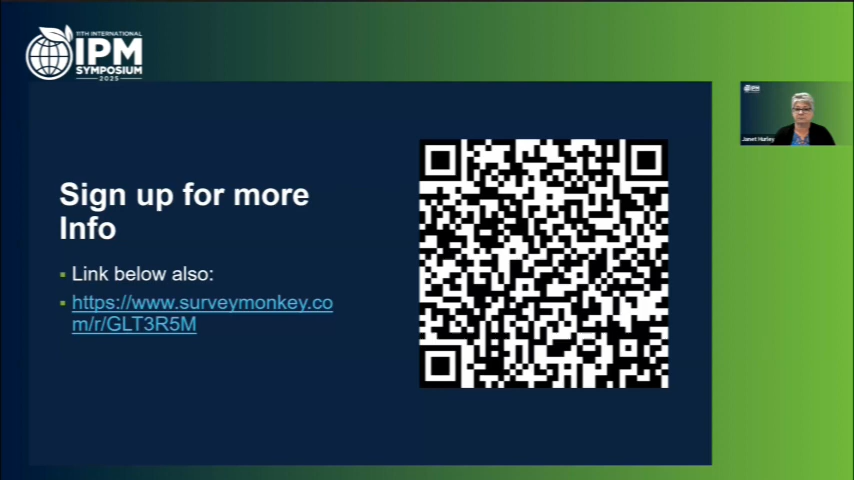 11TH INTERNATIONAL
IPM
SYMPOSIUM
2025
IPM
Janet Hurley
Sign up for more
Info
Link below also:
https://www.surveymonkey.co
m/r/GLT3R5M